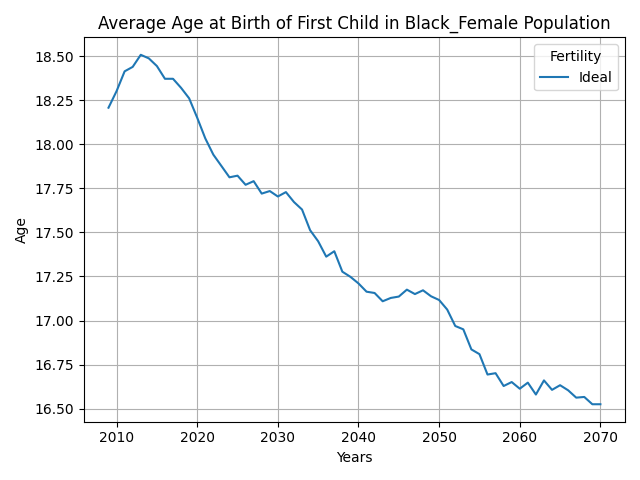 Average Age at Birth of First Child in Black_Female Population
Fertility
Ideal
18.50
18.25
18.00
17.75
17.50
17.25
17.00
16.75
16.50
Age
2010 2020 2030 2040 2050 2060 2070
Years